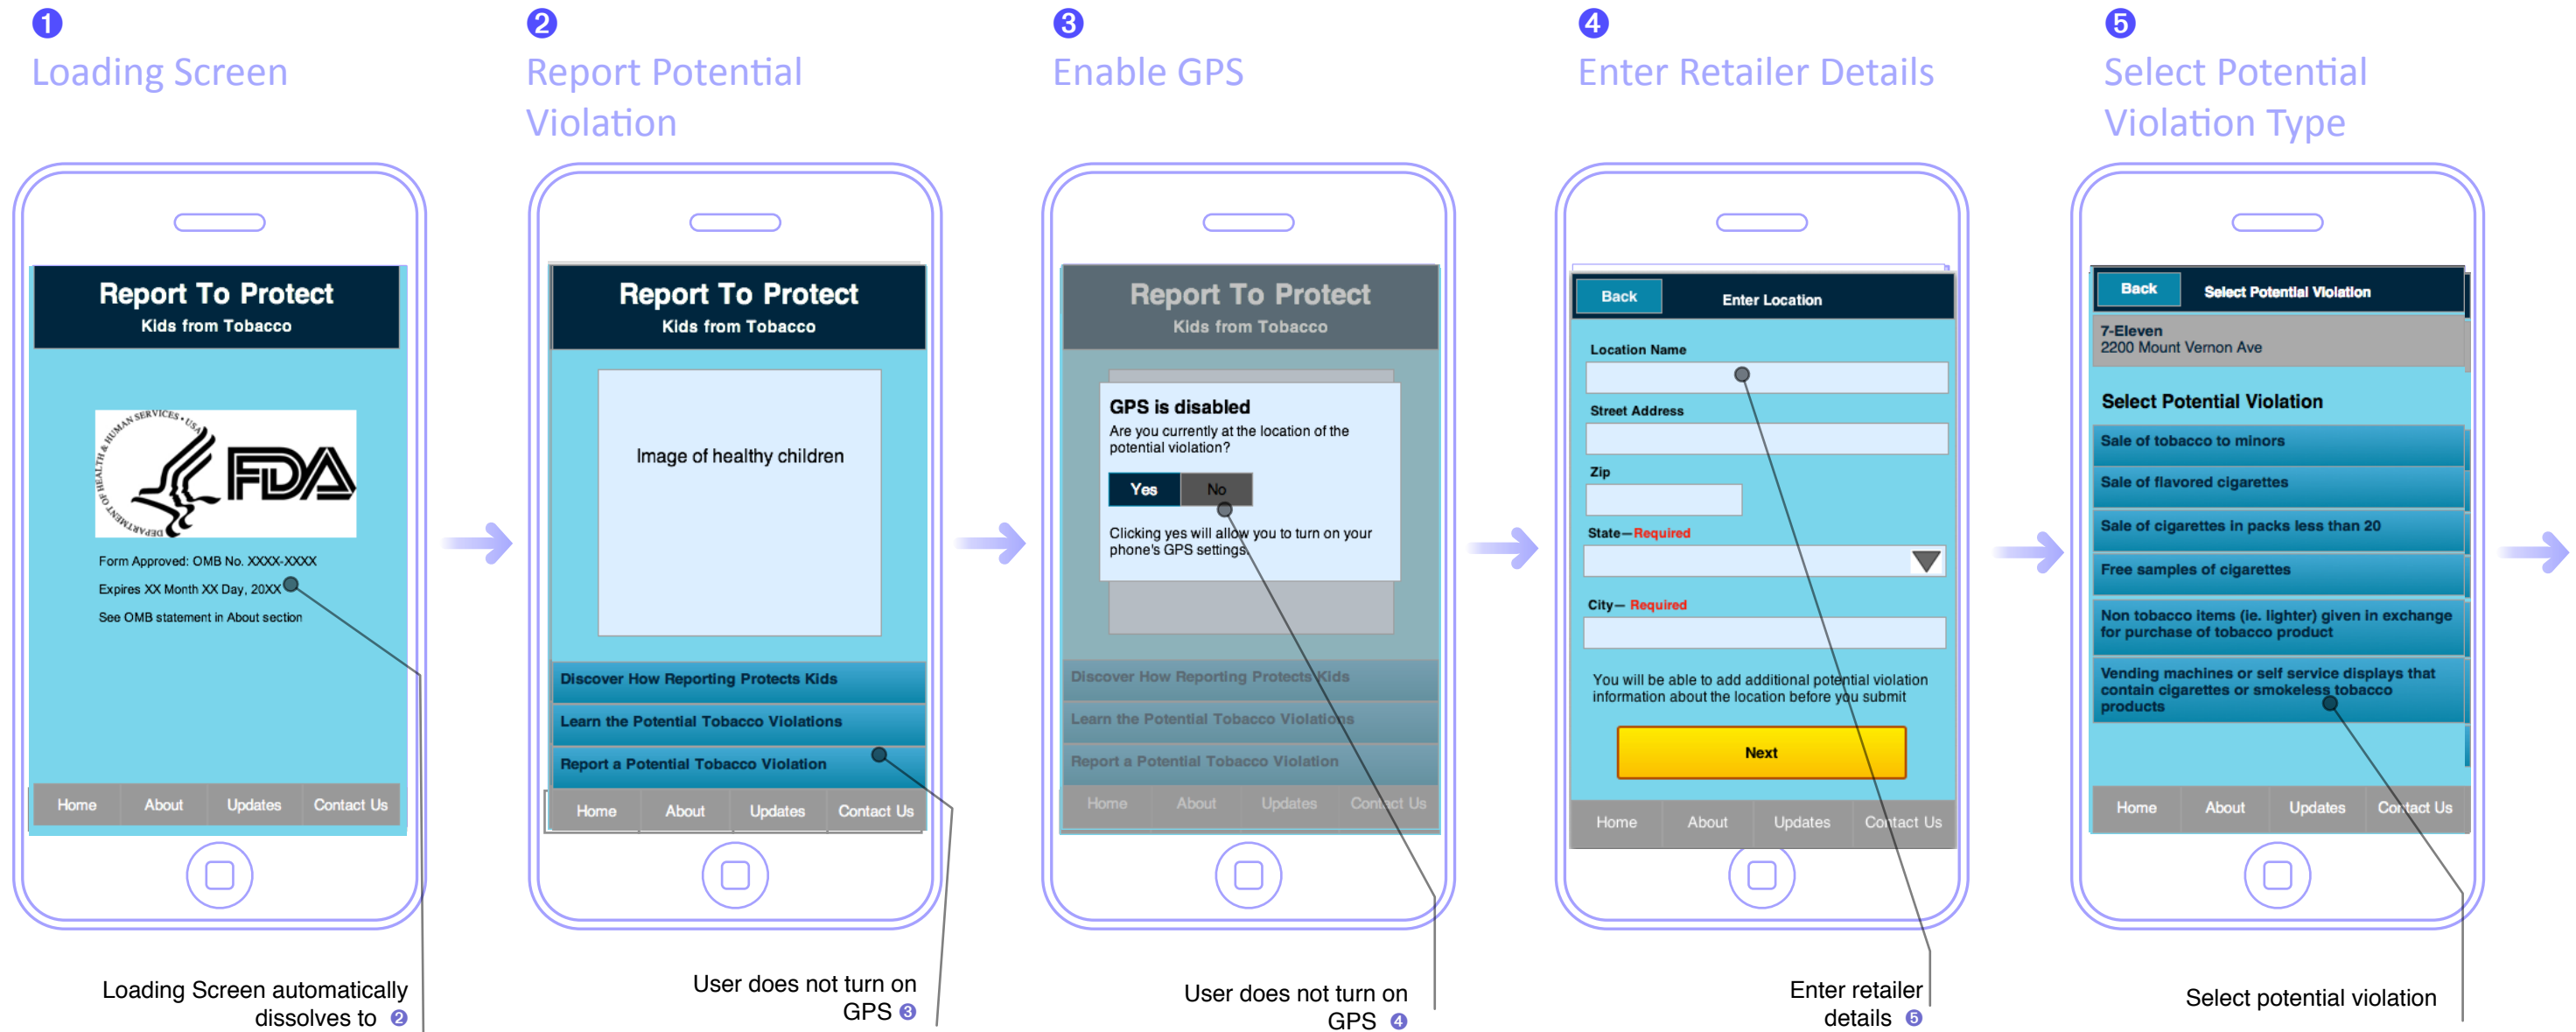 1
Loading Screen
Report To Protect
Kids from Tobacco
DEPARTMENT OF HEALTH & HUMAN SERVICES • USA
FDA
Form Approved: OMB No. XXXX-XXXX
Expires XX Month XX Day, 20XX
See OMB statement in About section
Home About Updates Contact Us
Loading Screen automatically
dissolves to 2
2
Report Potential
Violation
Report To Protect
Kids from Tobacco
Image of healthy children
Discover How Reporting Protects Kids
Learn the Potential Tobacco Violations
Report a Potential Tobacco Violation
Home About Updates Contact Us
User does not turn on
GPS 3
3
Enable GPS
Report To Protect
Kids from Tobacco
GPS is disabled
Are you currently at the location of the
potential violation?
Yes No
Clicking yes will allow you to turn on your
phone's GPS settings.
Discover How Reporting Protects Kids
Learn the Potential Tobacco Violations
Report a Potential Tobacco Violation
Home About Updates Contact Us
User does not turn on
GPS 4
4
Enter Retailer Details
Back Enter Location
Location Name
Street Address
Zip
State—Required
City— Required
You will be able to add additional potential violation
information about the location before you submit
Next
Home About Updates Contact Us
Enter retailer
details 5
5
Select Potential
Violation Type
Back Select Potential Violation
7-Eleven
2200 Mount Vernon Ave
Select Potential Violation
Sale of tobacco to minors
Sale of flavored cigarettes
Sale of cigarettes in packs less than 20
Free samples of cigarettes
Non tobacco items (ie. lighter) given in exchange
for purchase of tobacco product
Vending machines or self service displays that
contain cigarettes or smokeless tobacco
products
Home About Updates Contact Us
Select potential violation